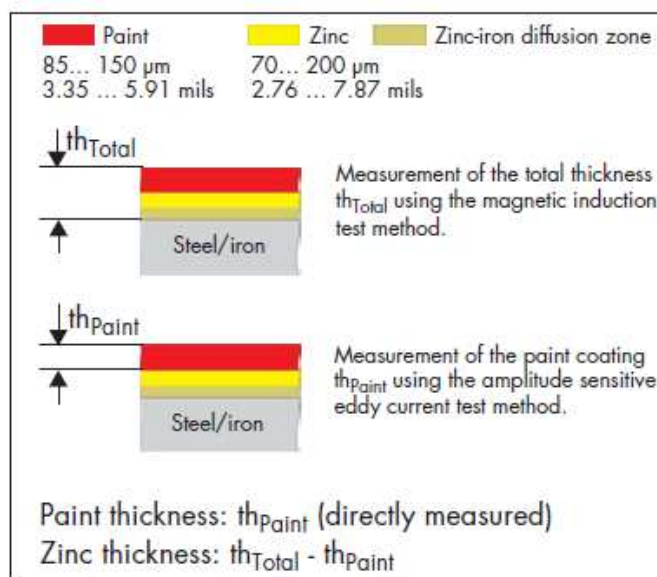 Paint
Zinc
Zinc-iron diffusion zone
85... 150 µm
70... 200 µm
3.35 ... 5.91 mils
2.76 ... 7.87 mils
thTotal
Measurement of the total thickness
thTotal using the magnetic induction
test method.
Steel/iron
thPaint
Measurement of the paint coating
thPaint using the amplitude sensitive
eddy current test method.
Steel/iron
Paint thickness: thPaint (directly measured)
Zinc thickness: thTotal - thPaint